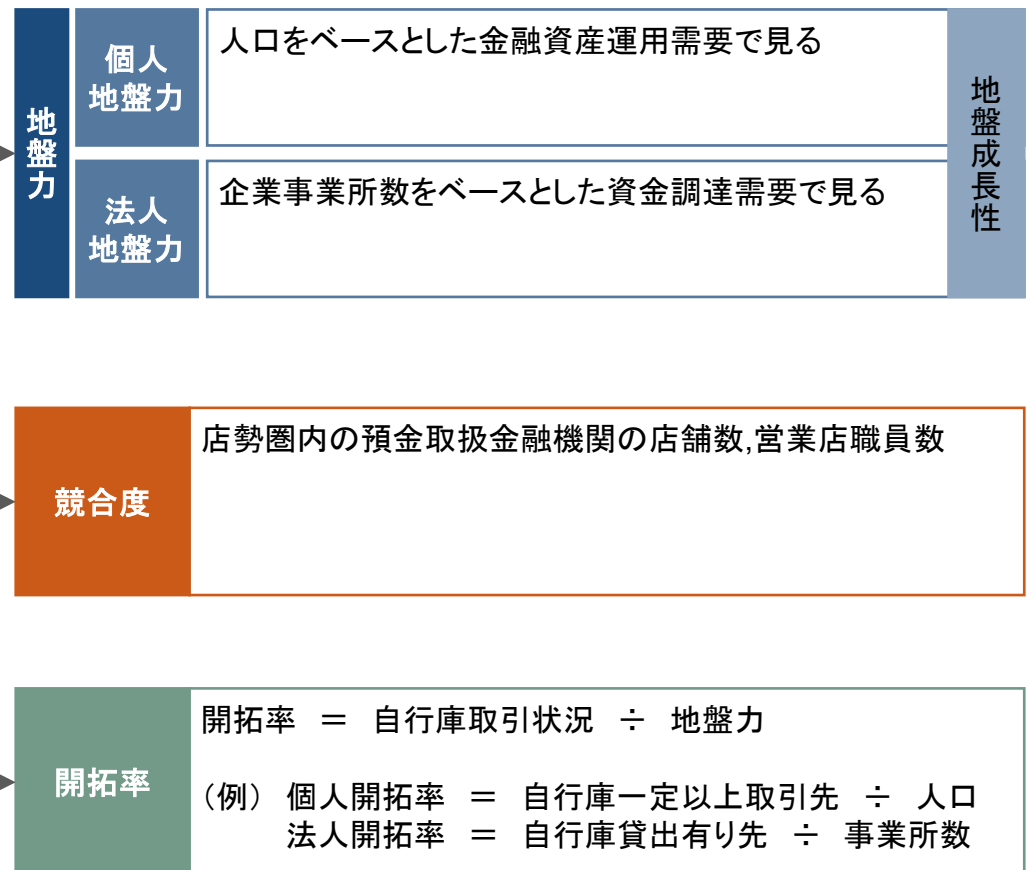 地盤力
個人
地盤力
人口をベースとした金融資産運用需要で見る
法人
地盤力
企業事業所数をベースとした資金調達需要で見る
地盤成長性
競合度
店勢圏内の預金取扱金融機関の店舗数,営業店職員数
開拓率
開拓率 = 自行庫取引状況 ÷ 地盤力
(例) 個人開拓率 = 自行庫一定以上取引先 ÷ 人口
法人開拓率 = 自行庫貸出有り先 ÷ 事業所数